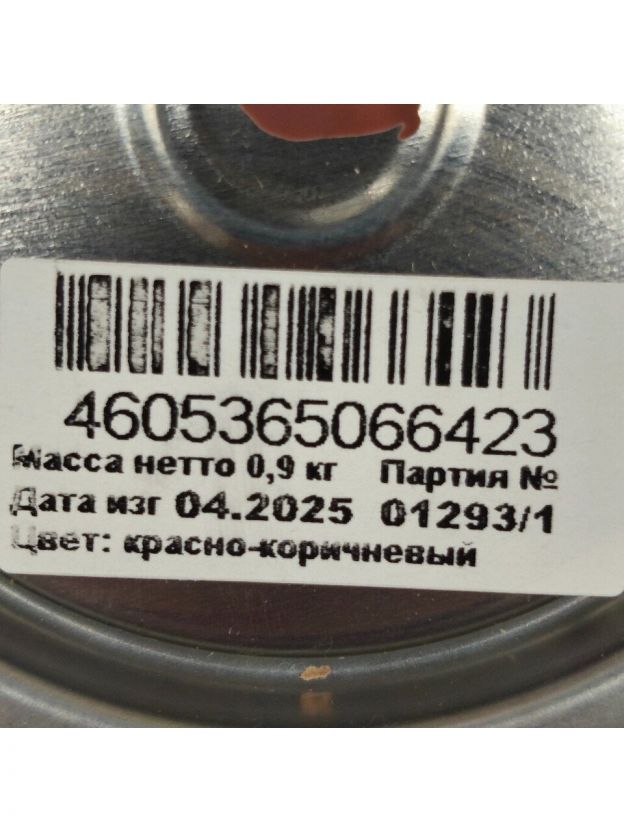 4605365066423
Масса нетто 0,9 кг Партия №
Дата изг 04.2025 01293/1
Цвет: красно-коричневый